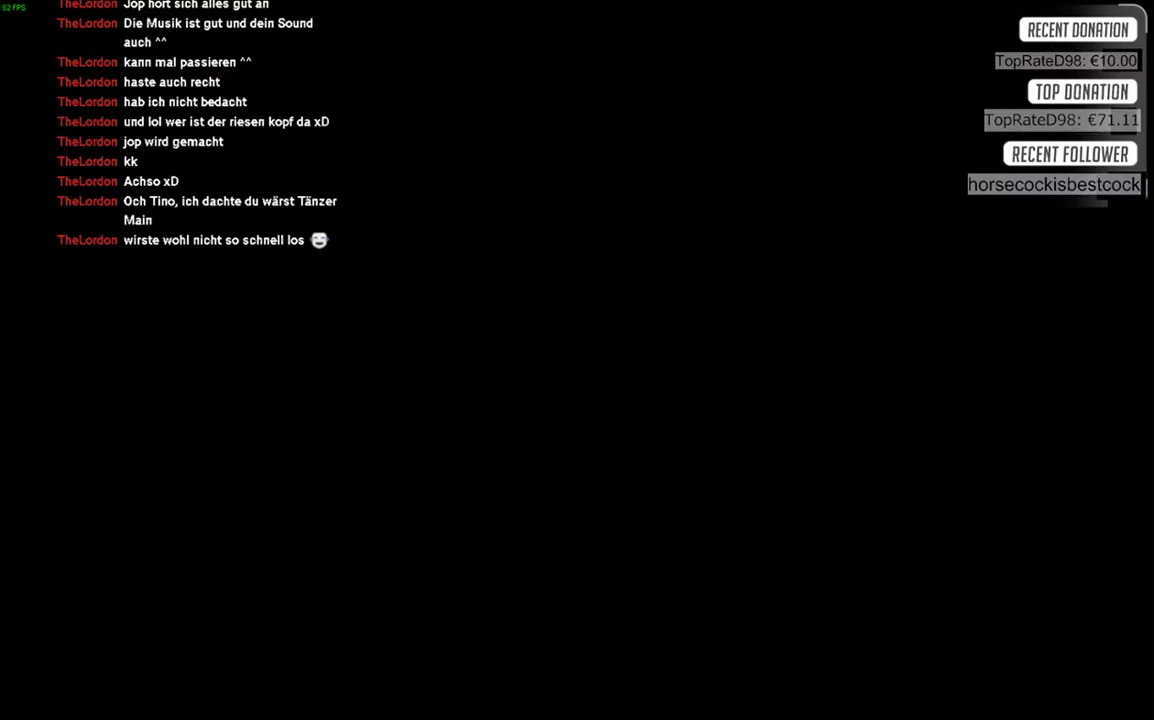 62 FPS
TheLordon Jop hört sich alles gut an
TheLordon Die Musik ist gut und dein Sound
auch ^^
TheLordon kann mal passieren ^^
TheLordon haste auch recht
TheLordon hab ich nicht bedacht
TheLordon und lol wer ist der riesen kopf da xD
TheLordon jop wird gemacht
TheLordon kk
TheLordon Achso xD
TheLordon Och Tino, ich dachte du wärst Tänzer
Main
TheLordon wirste wohl nicht so schnell los
RECENT DONATION
TopRateD98: €10.00
TOP DONATION
TopRateD98: €71.11
RECENT FOLLOWER
horsecockisbestcock